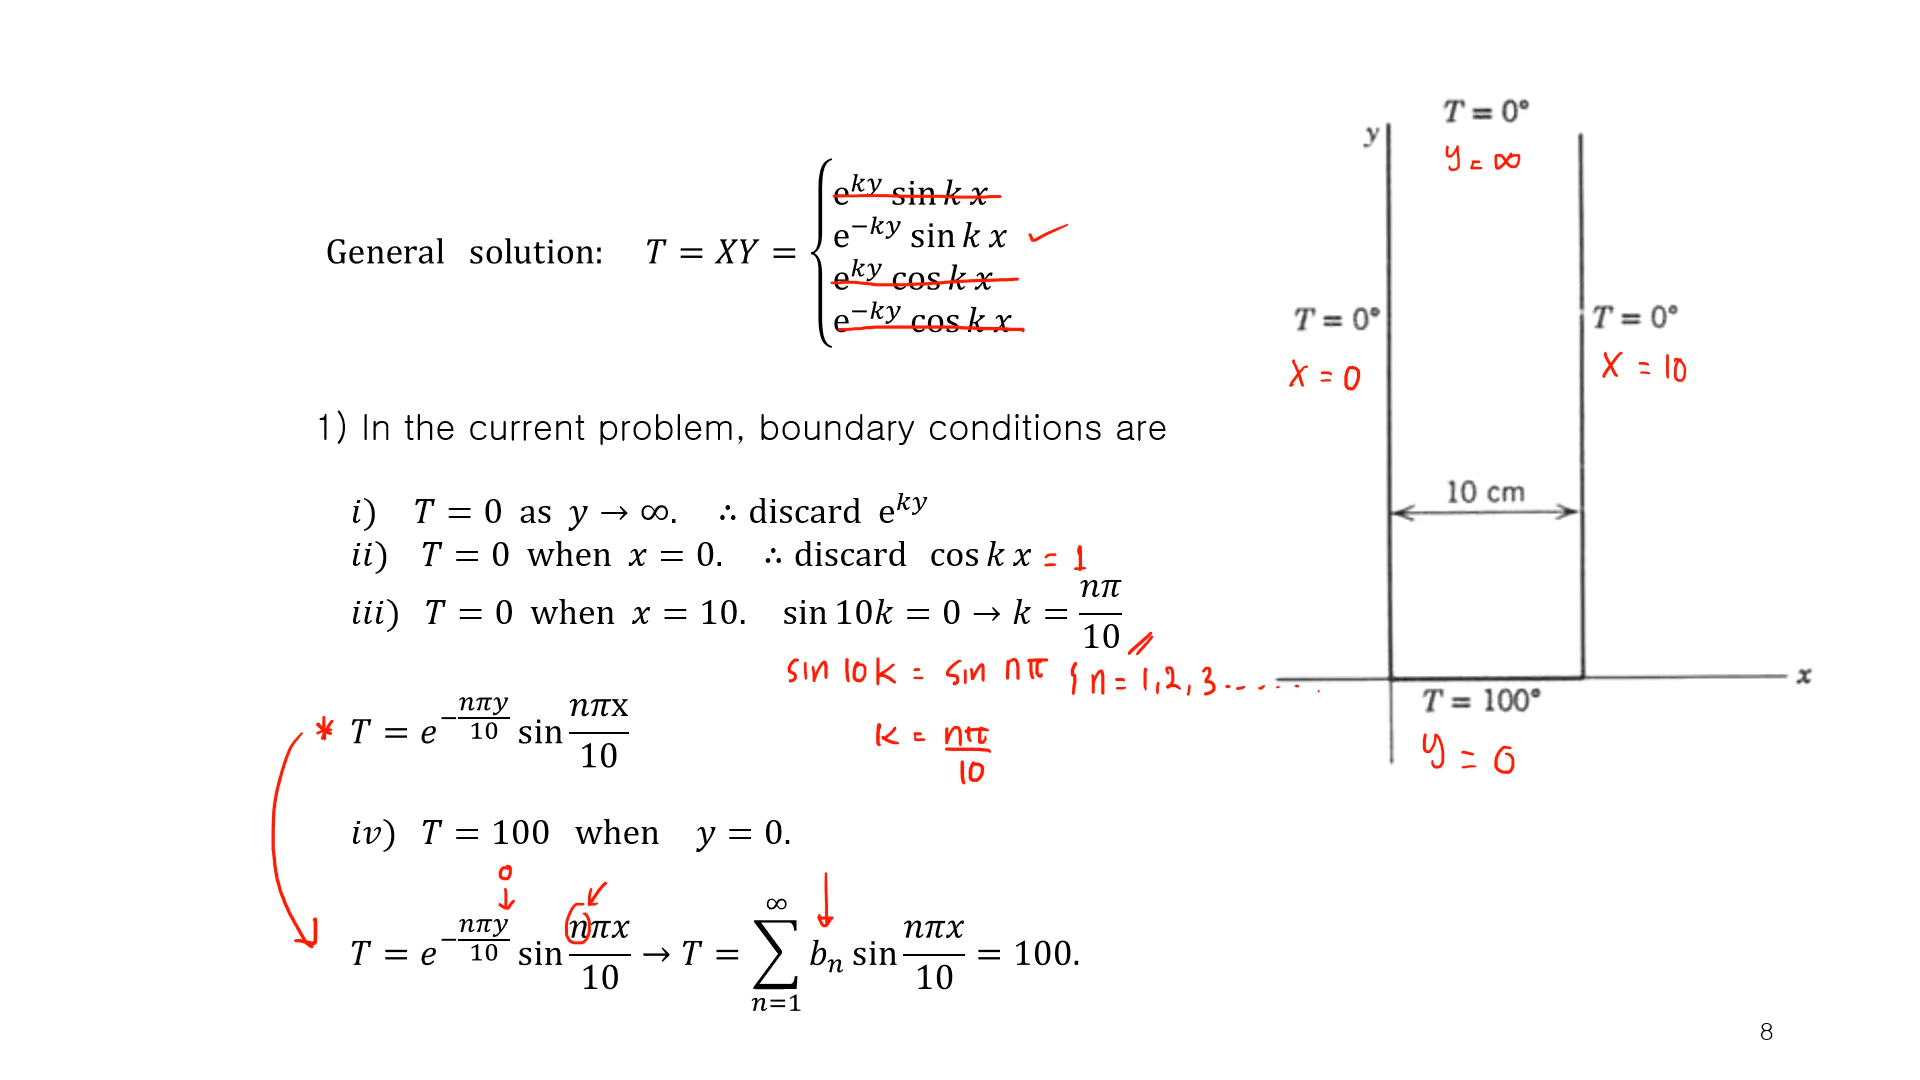 General solution: T = XY = { e^{ky} sin k x
e^{−ky} sin k x ✓
e^{ky} cos k x
e^{−ky} cos k x
1) In the current problem, boundary conditions are
i) T = 0 as y → ∞. ∴ discard e^{ky}
ii) T = 0 when x = 0. ∴ discard cos k x = 1
iii) T = 0 when x = 10. sin 10k = 0 → k = nπ/10
sin 10k = sin nπ { n = 1, 2, 3 .......
* T = e^{−nπy/10} sin nπx/10
k = nπ/10
iv) T = 100 when y = 0.
0
T = e^{−nπy/10} sin nπx/10 → T = ∑_{n=1}^{∞} b_n sin nπx/10 = 100.
T = 0°
y
y = ∞
T = 0°
T = 0°
x = 0
x = 10
10 cm
x
T = 100°
y = 0
8